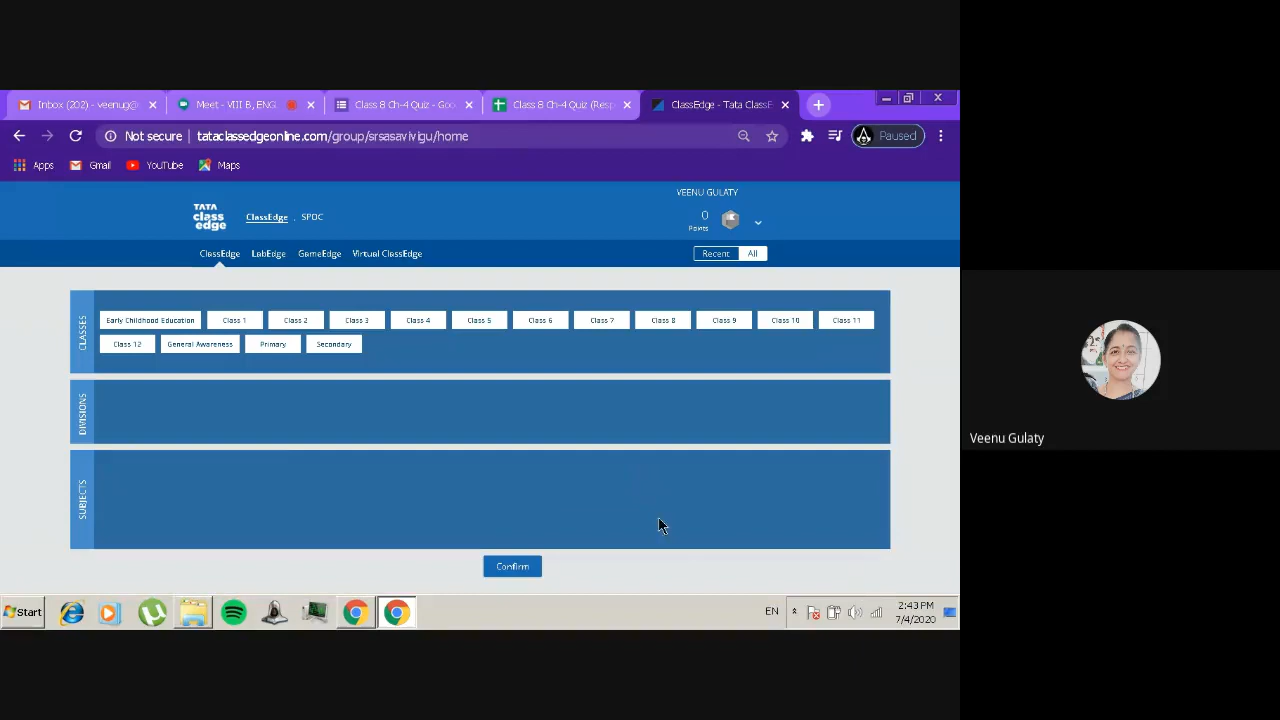 Inbox (202) - veenug@
Meet - VIII B, ENG
Class 8 Ch-4 Quiz - Goo
Class 8 Ch-4 Quiz (Resp
ClassEdge - Tata ClassE
Not secure | tataclassedgeonline.com/group/srsasavivigu/home
Paused
Apps Gmail YouTube Maps
VEENU GULATY
TATA
class
edge
ClassEdge , SPOC
0
Points
ClassEdge LabEdge GameEdge Virtual ClassEdge
Recent All
CLASSES
Early Childhood Education Class 1 Class 2 Class 3 Class 4 Class 5 Class 6 Class 7 Class 8 Class 9 Class 10 Class 11
Class 12 General Awareness Primary Secondary
DIVISIONS
SUBJECTS
Confirm
Start
EN
2:43 PM
7/4/2020
Veenu Gulaty